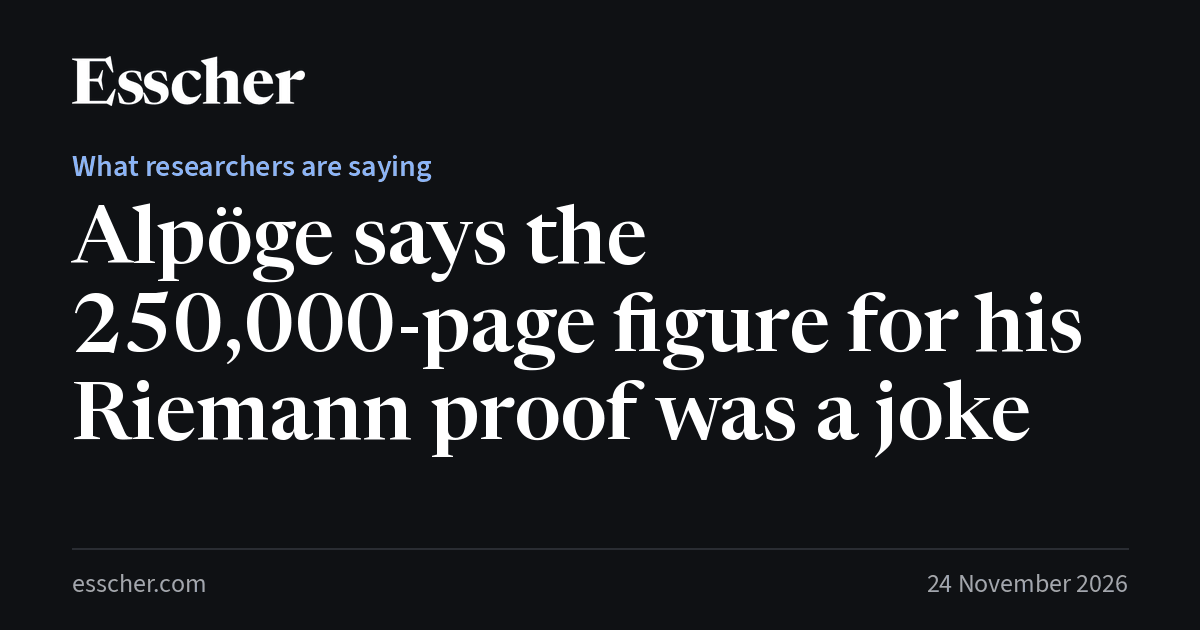 Esscher
What researchers are saying
Alpöge says the
250,000-page figure for his
Riemann proof was a joke
esscher.com
24 November 2026